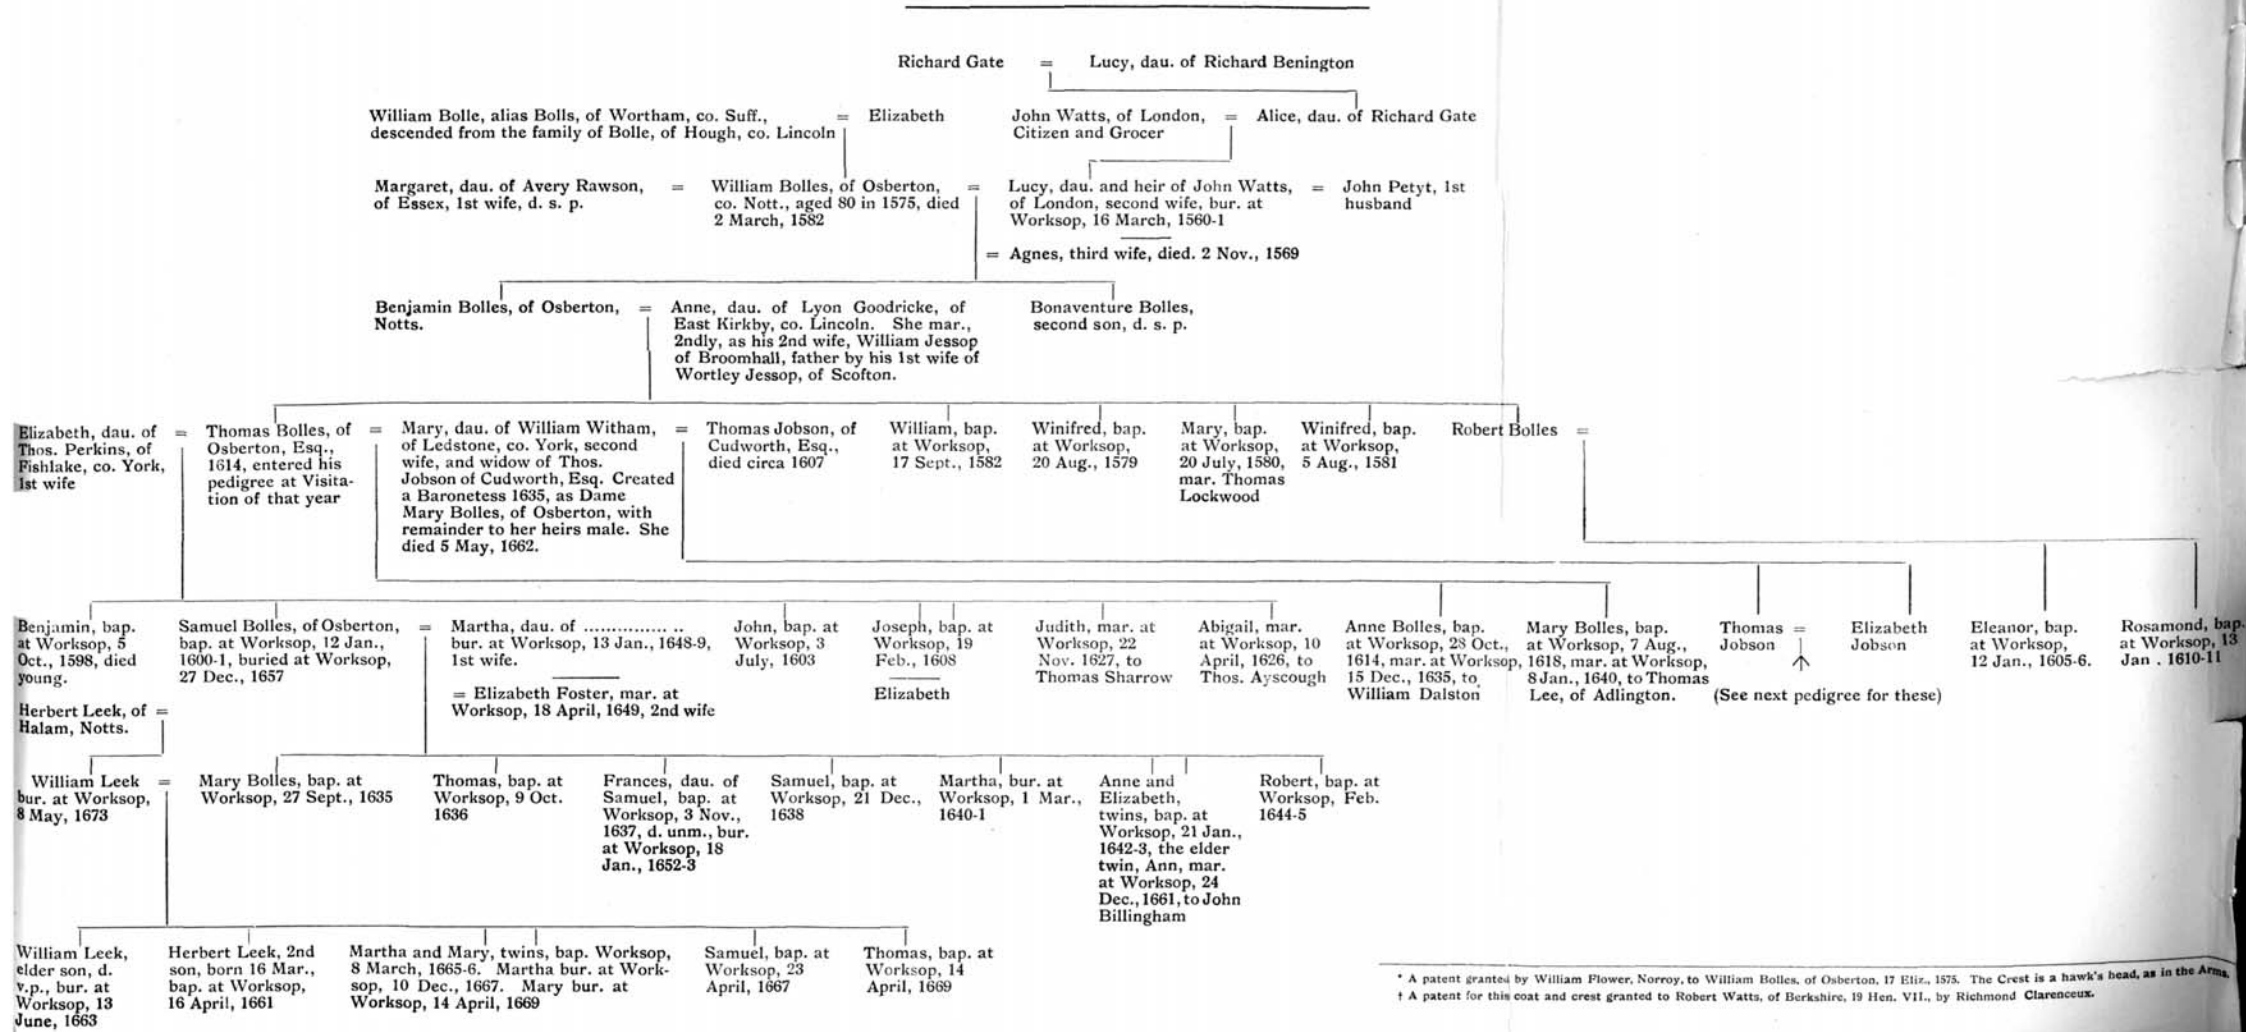 Richard Gate = Lucy, dau. of Richard Benington
William Bolle, alias Bolls, of Wortham, co. Suff.,
descended from the family of Bolle, of Hough, co. Lincoln
= Elizabeth
John Watts, of London,
Citizen and Grocer
= Alice, dau. of Richard Gate
Margaret, dau. of Avery Rawson,
of Essex, 1st wife, d. s. p.
=
William Bolles, of Osberton,
co. Nott., aged 80 in 1575, died
2 March, 1582
=
Lucy, dau. and heir of John Watts,
of London, second wife, bur. at
Worksop, 16 March, 1560-1
=
John Petyt, 1st
husband
= Agnes, third wife, died. 2 Nov., 1569
Benjamin Bolles, of Osberton,
Notts.
=
Anne, dau. of Lyon Goodricke, of
East Kirkby, co. Lincoln. She mar.,
2ndly, as his 2nd wife, William Jessop
of Broomhall, father by his 1st wife of
Wortley Jessop, of Scofton.
Bonaventure Bolles,
second son, d. s. p.
Elizabeth, dau. of
Thos. Perkins, of
Fishlake, co. York,
1st wife
=
Thomas Bolles, of
Osberton, Esq.,
1614, entered his
pedigree at Visita-
tion of that year
=
Mary, dau. of William Witham,
of Ledstone, co. York, second
wife, and widow of Thos.
Jobson of Cudworth, Esq. Created
a Baronetess 1635, as Dame
Mary Bolles, of Osberton, with
remainder to her heirs male. She
died 5 May, 1662.
=
Thomas Jobson, of
Cudworth, Esq.,
died circa 1607
William, bap.
at Worksop,
17 Sept., 1582
Winifred, bap.
at Worksop,
20 Aug., 1579
Mary, bap.
at Worksop,
20 July, 1580,
mar. Thomas
Lockwood
Winifred, bap.
at Worksop,
5 Aug., 1581
Robert Bolles =
Benjamin, bap.
at Worksop, 5
Oct., 1598, died
young.
Samuel Bolles, of Osberton,
bap. at Worksop, 12 Jan.,
1600-1, buried at Worksop,
27 Dec., 1657
=
Martha, dau. of .................
bur. at Worksop, 13 Jan., 1648-9,
1st wife.
= Elizabeth Foster, mar. at
Worksop, 18 April, 1649, 2nd wife
John, bap. at
Worksop, 3
July, 1603
Joseph, bap. at
Worksop, 19
Feb., 1608
Elizabeth
Judith, mar. at
Worksop, 22
Nov. 1627, to
Thomas Sharrow
Abigail, mar.
at Worksop, 10
April, 1626, to
Thos. Ayscough
Anne Bolles, bap.
at Worksop, 28 Oct.,
1614, mar. at Worksop,
15 Dec., 1635, to
William Dalston
Mary Bolles, bap.
at Worksop, 7 Aug.,
1618, mar. at Worksop,
8 Jan., 1640, to Thomas
Lee, of Adlington.
Thomas =
Jobson
Elizabeth
Jobson
(See next pedigree for these)
Eleanor, bap.
at Worksop,
12 Jan., 1605-6.
Rosamond, bap.
at Worksop, 13
Jan . 1610-11
Herbert Leek, of =
Halam, Notts.
William Leek
bur. at Worksop,
8 May, 1673
=
Mary Bolles, bap. at
Worksop, 27 Sept., 1635
Thomas, bap. at
Worksop, 9 Oct.
1636
Frances, dau. of
Samuel, bap. at
Worksop, 3 Nov.,
1637, d. unm., bur.
at Worksop, 18
Jan., 1652-3
Samuel, bap. at
Worksop, 21 Dec.,
1638
Martha, bur. at
Worksop, 1 Mar.,
1640-1
Anne and
Elizabeth,
twins, bap. at
Worksop, 21 Jan.,
1642-3, the elder
twin, Ann, mar.
at Worksop, 24
Dec., 1661, to John
Billingham
Robert, bap. at
Worksop, Feb.
1644-5
William Leek,
elder son, d.
v.p., bur. at
Worksop, 13
June, 1663
Herbert Leek, 2nd
son, born 16 Mar.,
bap. at Worksop,
16 April, 1661
Martha and Mary, twins, bap. Worksop,
8 March, 1665-6. Martha bur. at Work-
sop, 10 Dec., 1667. Mary bur. at
Worksop, 14 April, 1669
Samuel, bap. at
Worksop, 23
April, 1667
Thomas, bap. at
Worksop, 14
April, 1669
* A patent granted by William Flower, Norroy, to William Bolles, of Osberton, 17 Eliz., 1575. The Crest is a hawk's head, as in the Arms.
† A patent for this coat and crest granted to Robert Watts, of Berkshire, 19 Hen. VII., by Richmond Clarenceux.